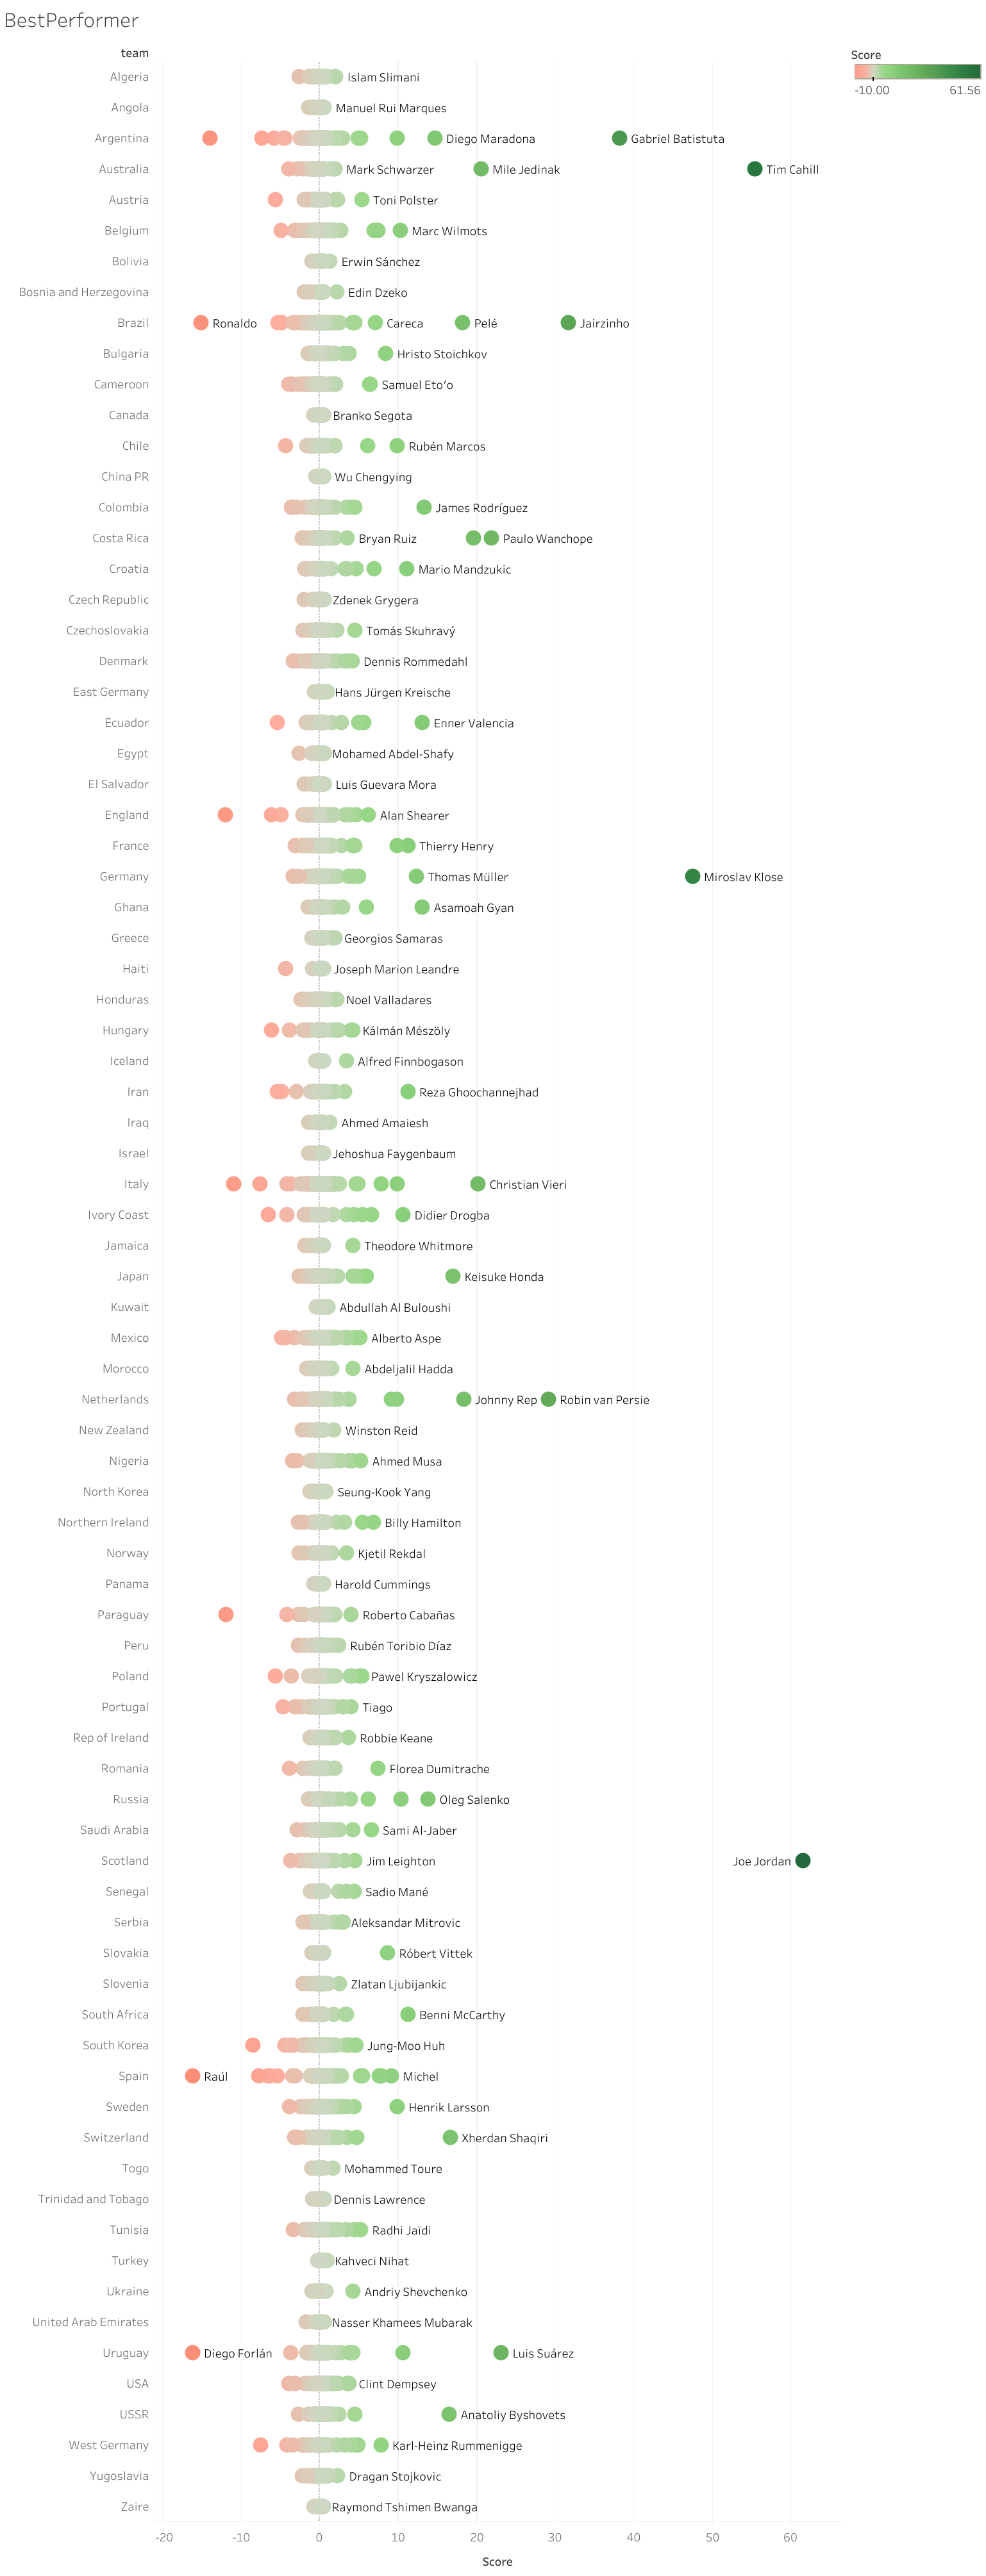 BestPerformer
team
Score
-10.00 61.56
Algeria Islam Slimani
Angola Manuel Rui Marques
Argentina Diego Maradona Gabriel Batistuta
Australia Mark Schwarzer Mile Jedinak Tim Cahill
Austria Toni Polster
Belgium Marc Wilmots
Bolivia Erwin Sánchez
Bosnia and Herzegovina Edin Dzeko
Brazil Ronaldo Careca Pelé Jairzinho
Bulgaria Hristo Stoichkov
Cameroon Samuel Eto'o
Canada Branko Segota
Chile Rubén Marcos
China PR Wu Chengying
Colombia James Rodríguez
Costa Rica Bryan Ruiz Paulo Wanchope
Croatia Mario Mandzukic
Czech Republic Zdenek Grygera
Czechoslovakia Tomás Skuhravý
Denmark Dennis Rommedahl
East Germany Hans Jürgen Kreische
Ecuador Enner Valencia
Egypt Mohamed Abdel-Shafy
El Salvador Luis Guevara Mora
England Alan Shearer
France Thierry Henry
Germany Thomas Müller Miroslav Klose
Ghana Asamoah Gyan
Greece Georgios Samaras
Haiti Joseph Marion Leandre
Honduras Noel Valladares
Hungary Kálmán Mészöly
Iceland Alfred Finnbogason
Iran Reza Ghoochannejhad
Iraq Ahmed Amaiesh
Israel Jehoshua Faygenbaum
Italy Christian Vieri
Ivory Coast Didier Drogba
Jamaica Theodore Whitmore
Japan Keisuke Honda
Kuwait Abdullah Al Buloushi
Mexico Alberto Aspe
Morocco Abdeljalil Hadda
Netherlands Johnny Rep Robin van Persie
New Zealand Winston Reid
Nigeria Ahmed Musa
North Korea Seung-Kook Yang
Northern Ireland Billy Hamilton
Norway Kjetil Rekdal
Panama Harold Cummings
Paraguay Roberto Cabañas
Peru Rubén Toribio Díaz
Poland Pawel Kryszalowicz
Portugal Tiago
Rep of Ireland Robbie Keane
Romania Florea Dumitrache
Russia Oleg Salenko
Saudi Arabia Sami Al-Jaber
Scotland Jim Leighton Joe Jordan
Senegal Sadio Mané
Serbia Aleksandar Mitrovic
Slovakia Róbert Vittek
Slovenia Zlatan Ljubijankic
South Africa Benni McCarthy
South Korea Jung-Moo Huh
Spain Raúl Michel
Sweden Henrik Larsson
Switzerland Xherdan Shaqiri
Togo Mohammed Toure
Trinidad and Tobago Dennis Lawrence
Tunisia Radhi Jaïdi
Turkey Kahveci Nihat
Ukraine Andriy Shevchenko
United Arab Emirates Nasser Khamees Mubarak
Uruguay Diego Forlán Luis Suárez
USA Clint Dempsey
USSR Anatoliy Byshovets
West Germany Karl-Heinz Rummenigge
Yugoslavia Dragan Stojkovic
Zaire Raymond Tshimen Bwanga
-20 -10 0 10 20 30 40 50 60
Score